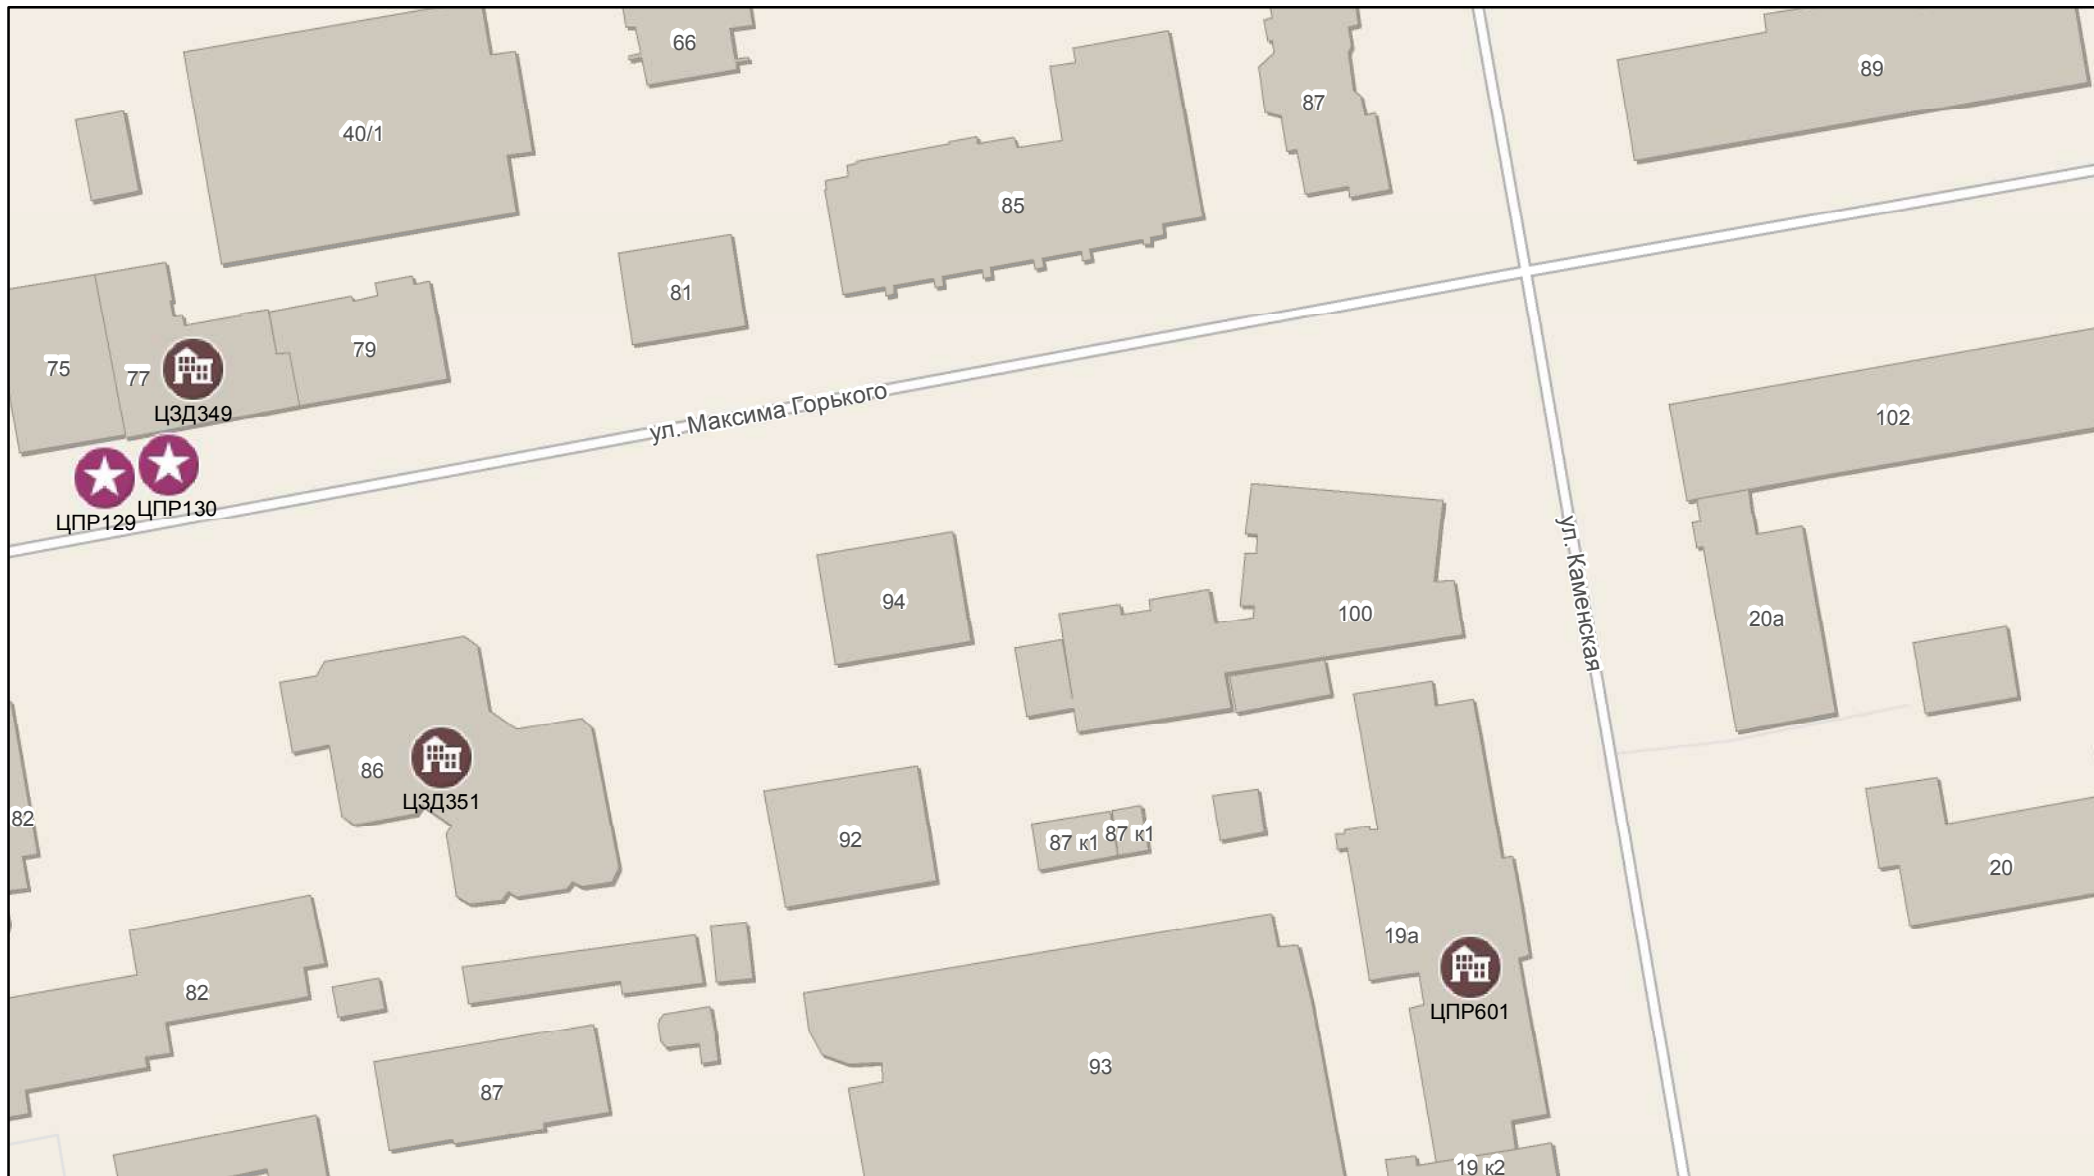 66
89
87
40/1
85
81
79
75
77
ЦЗД349
ул. Максима Горького
102
ЦПР129
ЦПР130
ул. Каменская
94
100
20а
86
ЦЗД351
82
92
87 к1
87 к1
20
19а
ЦПР601
82
93
87
19 к2